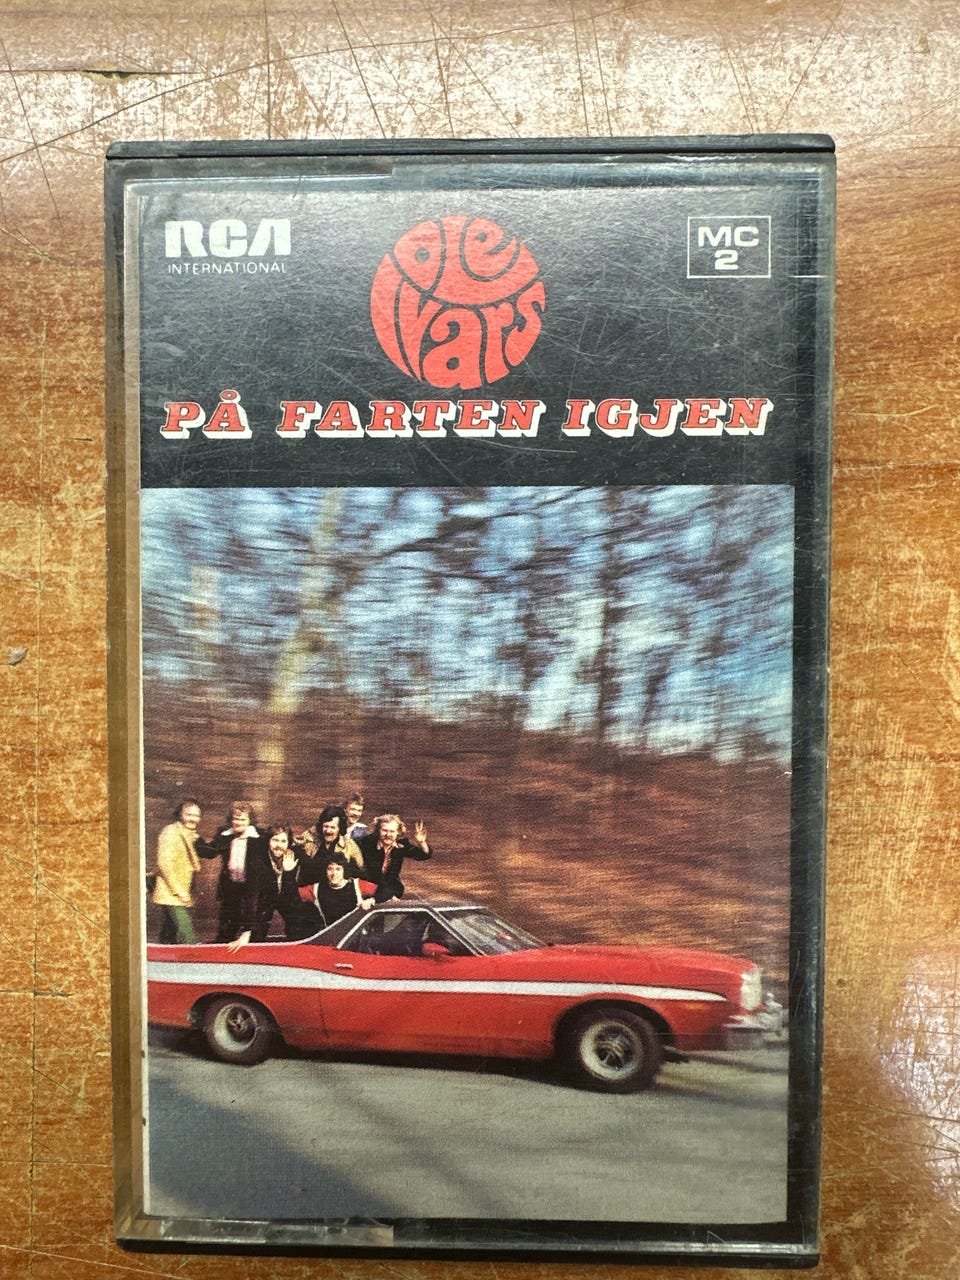 RCA
INTERNATIONAL
Ole Ivars
MC
2
PÅ FARTEN IGJEN